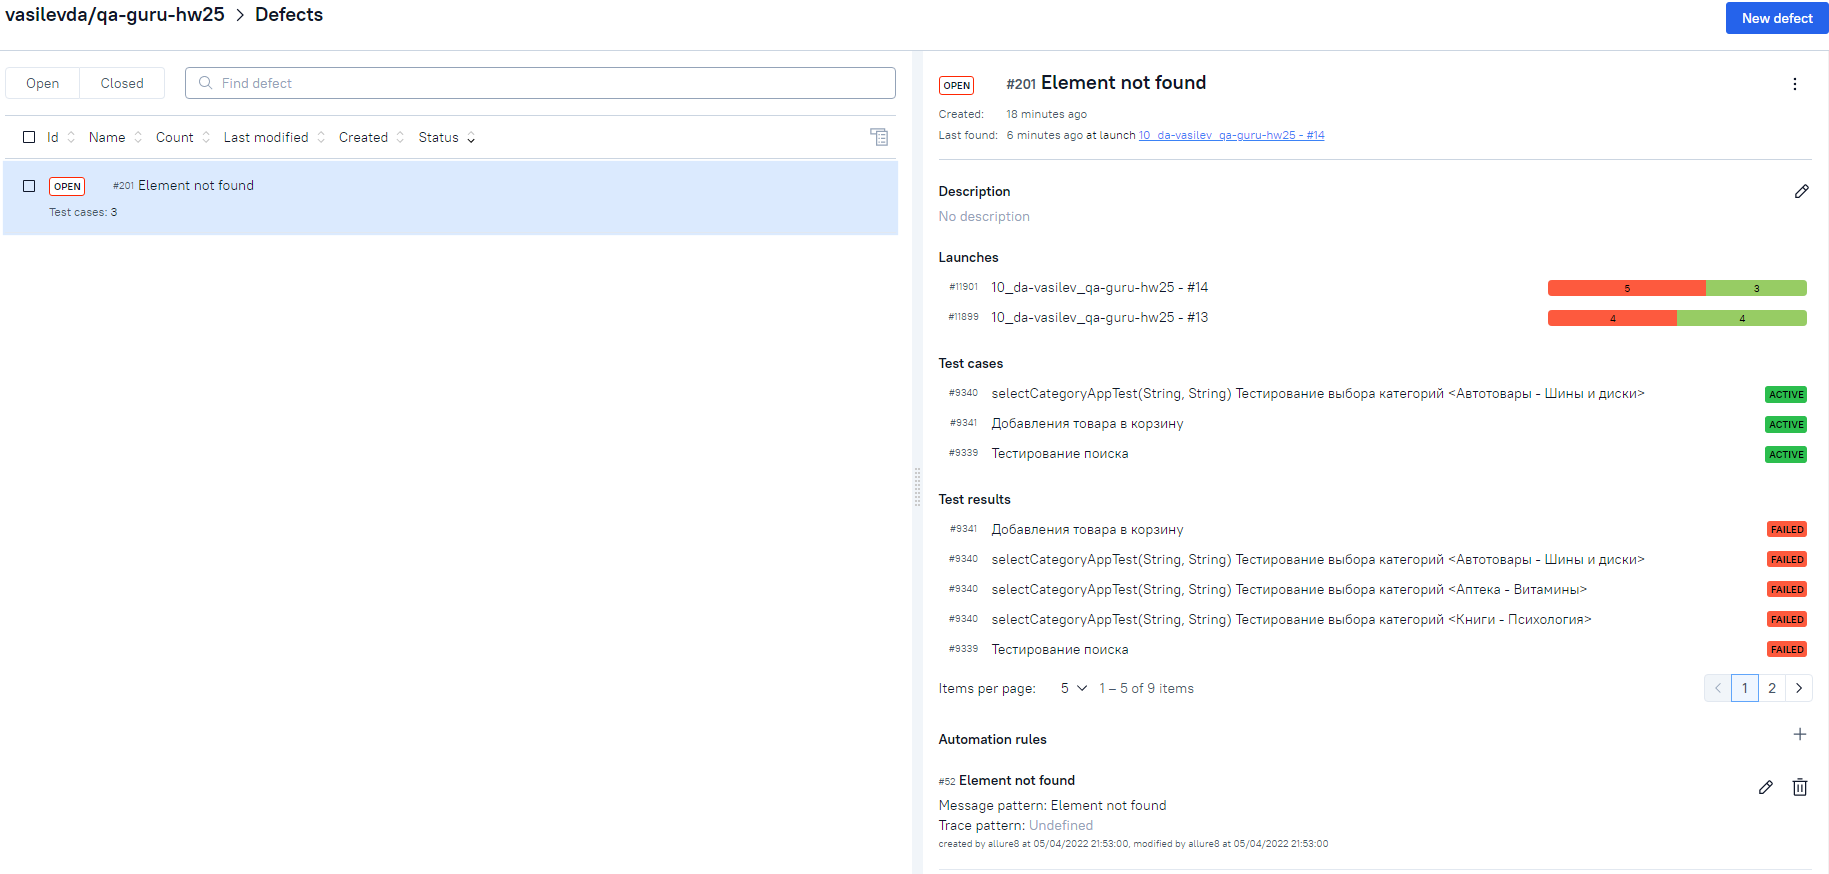 vasilevda/qa-guru-hw25 > Defects
New defect
Open Closed Find defect
Id Name Count Last modified Created Status
OPEN #201 Element not found
Test cases: 3
OPEN #201 Element not found
Created: 18 minutes ago
Last found: 6 minutes ago at launch 10_da-vasilev_qa-guru-hw25 - #14
Description
No description
Launches
#11901 10_da-vasilev_qa-guru-hw25 - #14 5 3
#11899 10_da-vasilev_qa-guru-hw25 - #13 4 4
Test cases
#9340 selectCategoryAppTest(String, String) Тестирование выбора категорий <Автотовары - Шины и диски> ACTIVE
#9341 Добавления товара в корзину ACTIVE
#9339 Тестирование поиска ACTIVE
Test results
#9341 Добавления товара в корзину FAILED
#9340 selectCategoryAppTest(String, String) Тестирование выбора категорий <Автотовары - Шины и диски> FAILED
#9340 selectCategoryAppTest(String, String) Тестирование выбора категорий <Аптека - Витамины> FAILED
#9340 selectCategoryAppTest(String, String) Тестирование выбора категорий <Книги - Психология> FAILED
#9339 Тестирование поиска FAILED
Items per page: 5 1 – 5 of 9 items < 1 2 >
Automation rules +
#52 Element not found
Message pattern: Element not found
Trace pattern: Undefined
created by allure8 at 05/04/2022 21:53:00, modified by allure8 at 05/04/2022 21:53:00